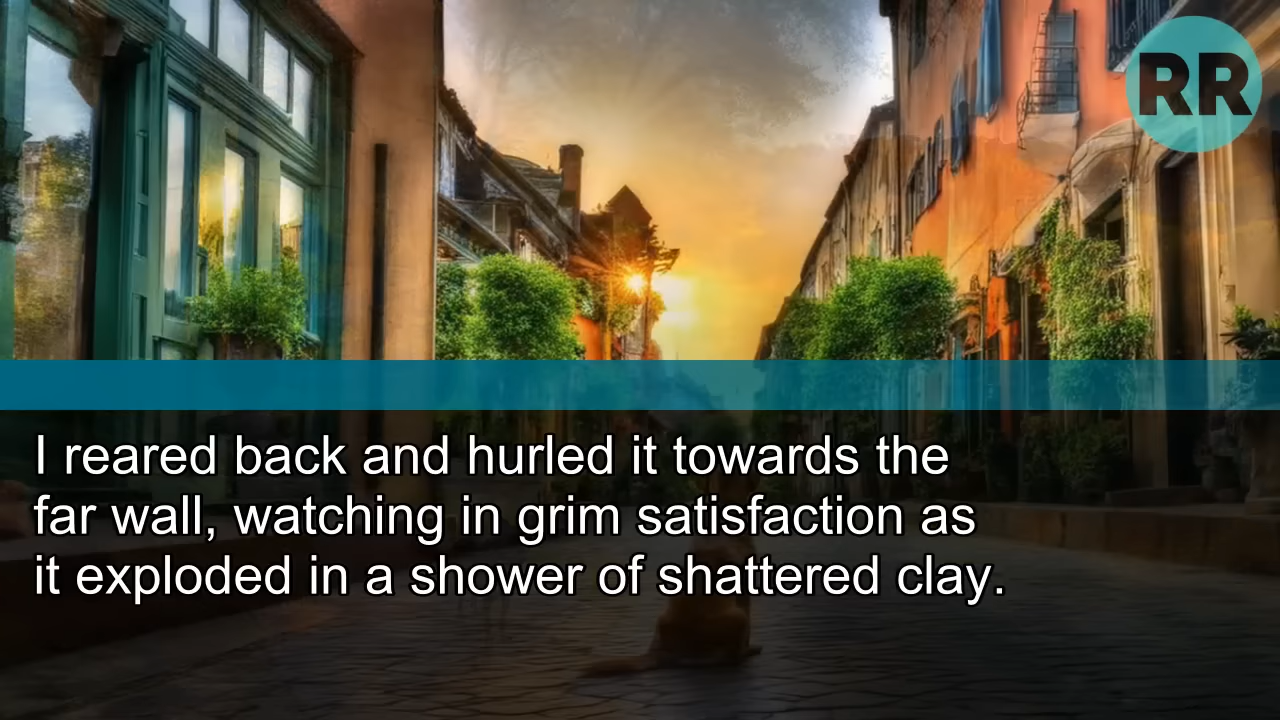 RR
I reared back and hurled it towards the
far wall, watching in grim satisfaction as
it exploded in a shower of shattered clay.